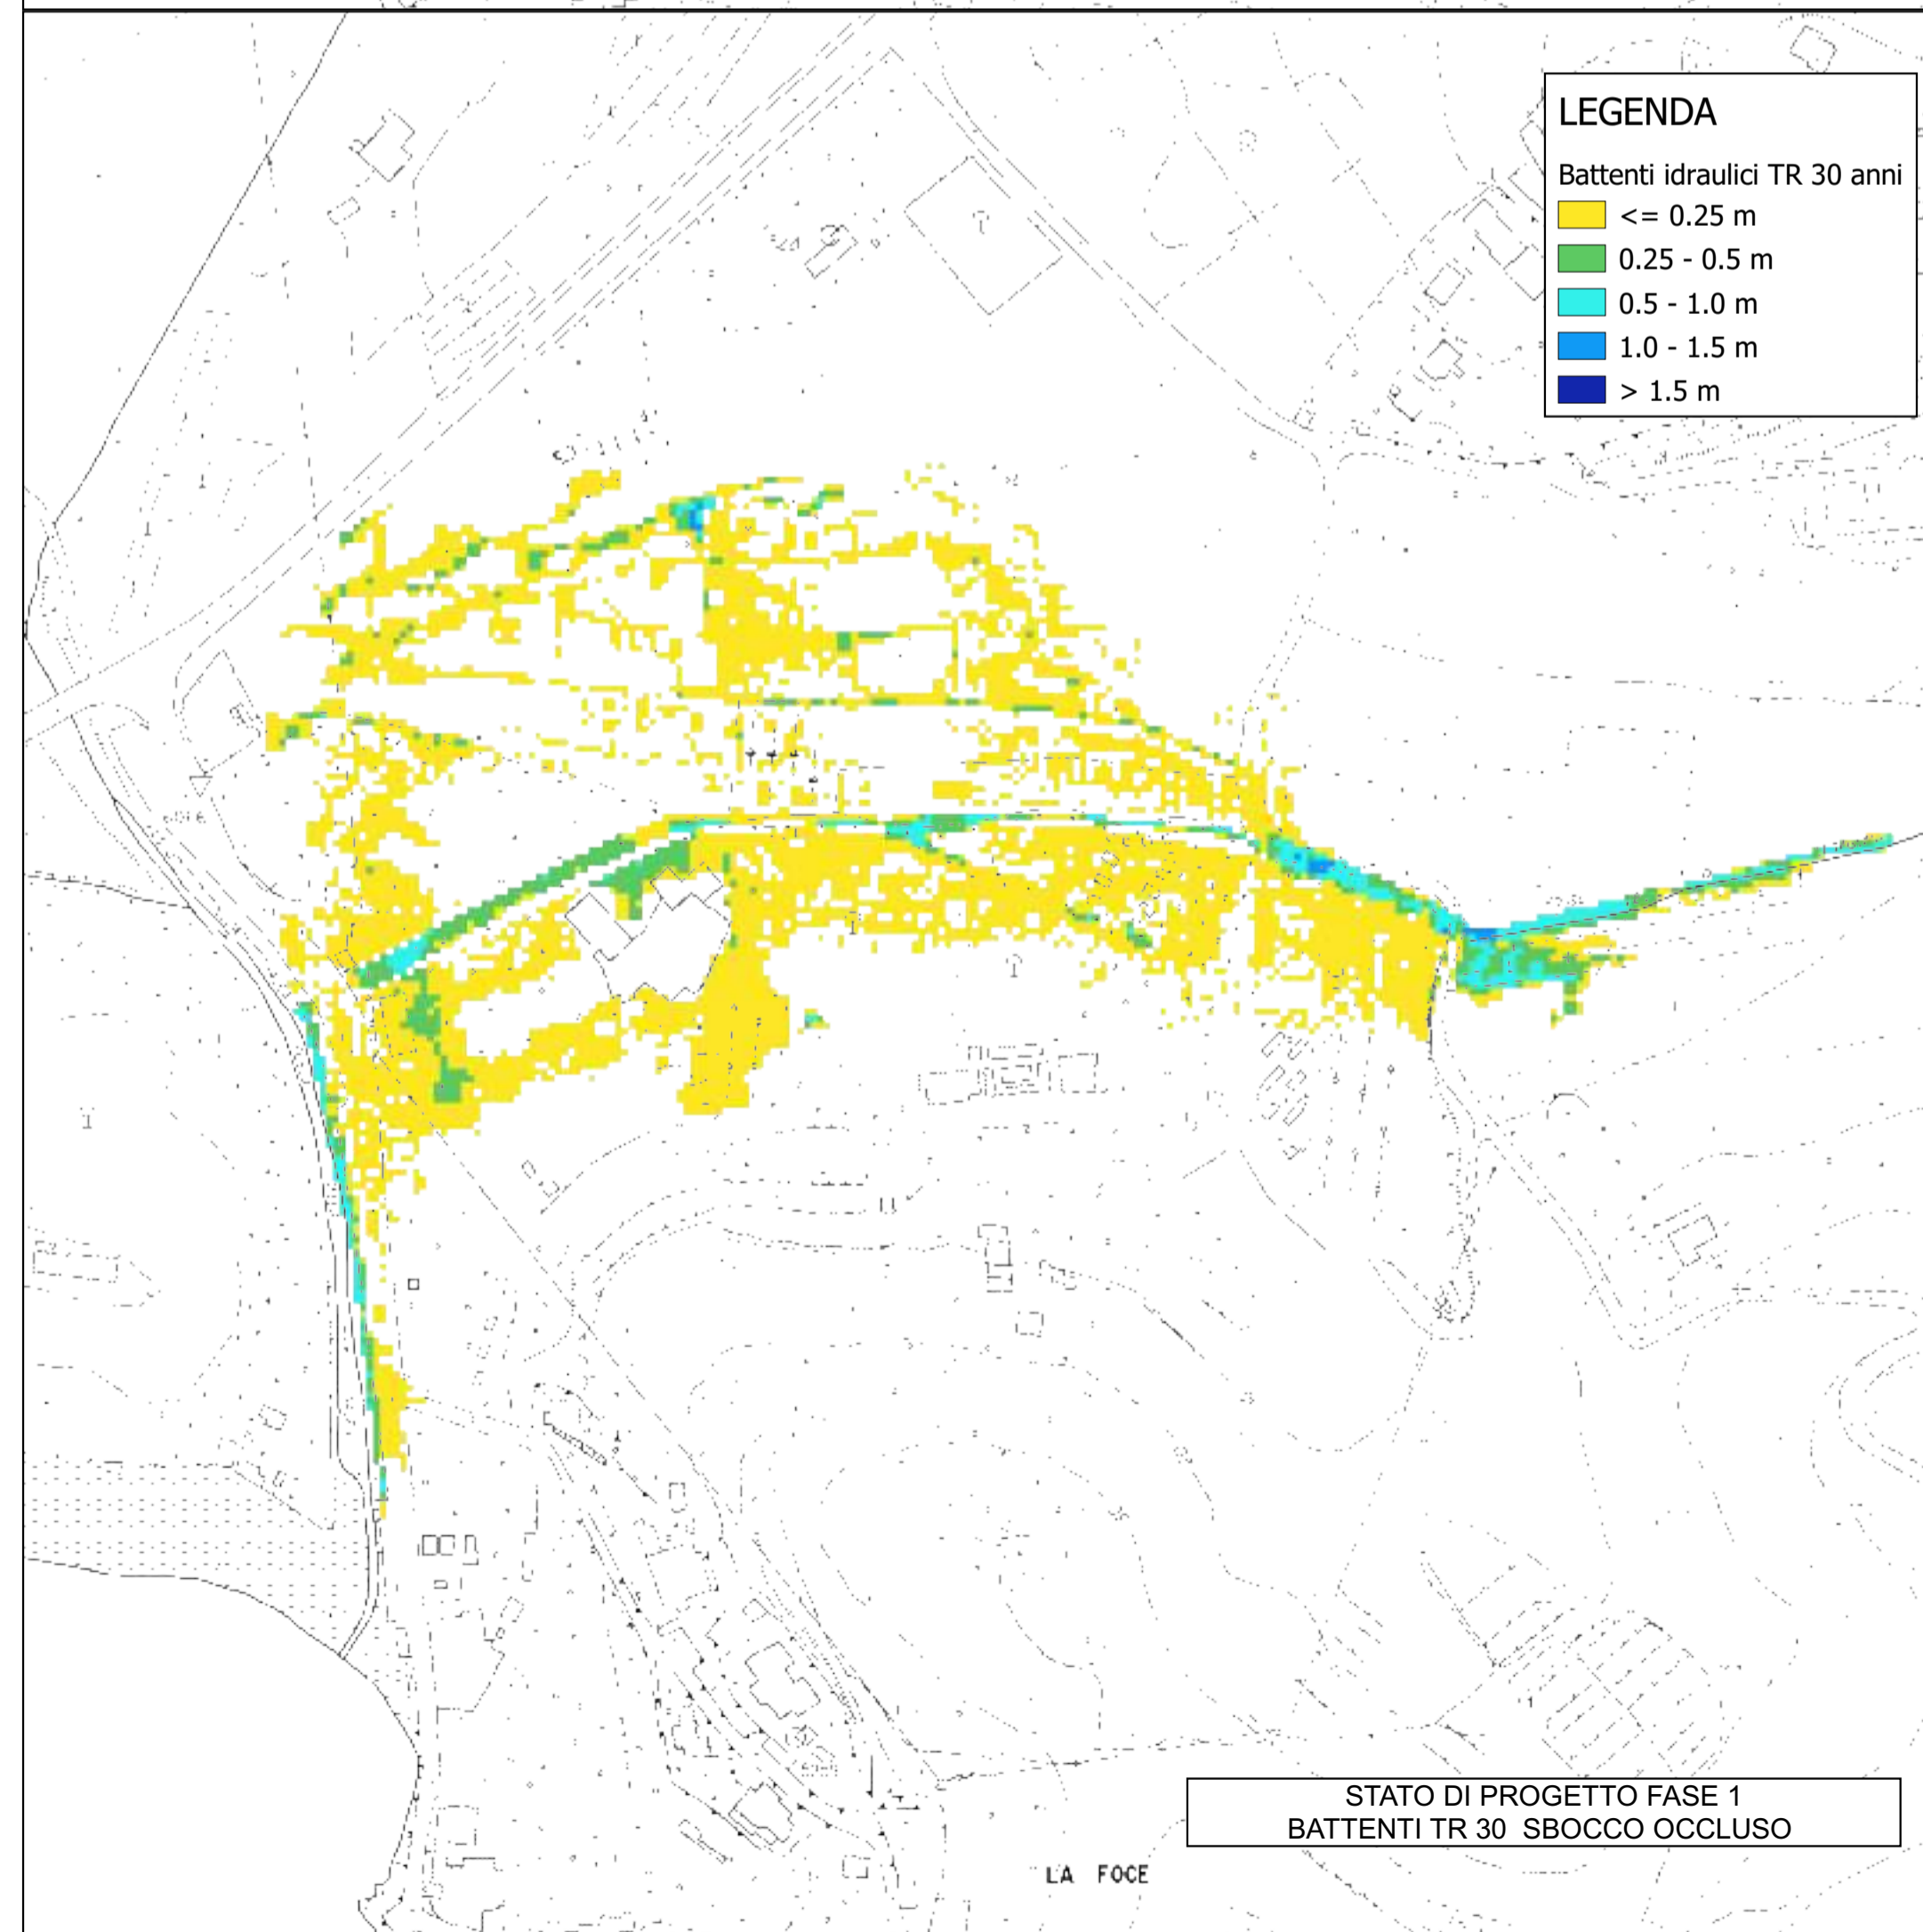 LEGENDA
Battenti idraulici TR 30 anni
<= 0.25 m
0.25 - 0.5 m
0.5 - 1.0 m
1.0 - 1.5 m
> 1.5 m
STATO DI PROGETTO FASE 1
BATTENTI TR 30 SBOCCO OCCLUSO
LA FOCE